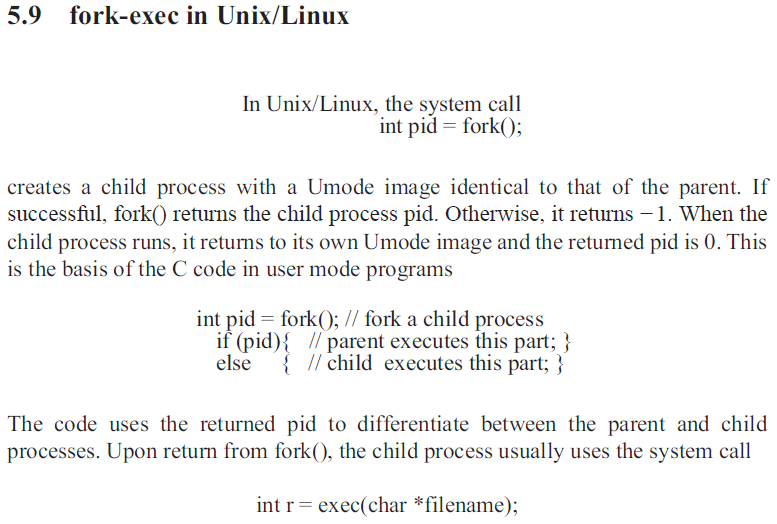 5.9 fork-exec in Unix/Linux
In Unix/Linux, the system call
int pid = fork();
creates a child process with a Umode image identical to that of the parent. If
successful, fork() returns the child process pid. Otherwise, it returns −1. When the
child process runs, it returns to its own Umode image and the returned pid is 0. This
is the basis of the C code in user mode programs
int pid = fork(); // fork a child process
if (pid){ // parent executes this part; }
else { // child executes this part; }
The code uses the returned pid to differentiate between the parent and child
processes. Upon return from fork(), the child process usually uses the system call
int r = exec(char *filename);